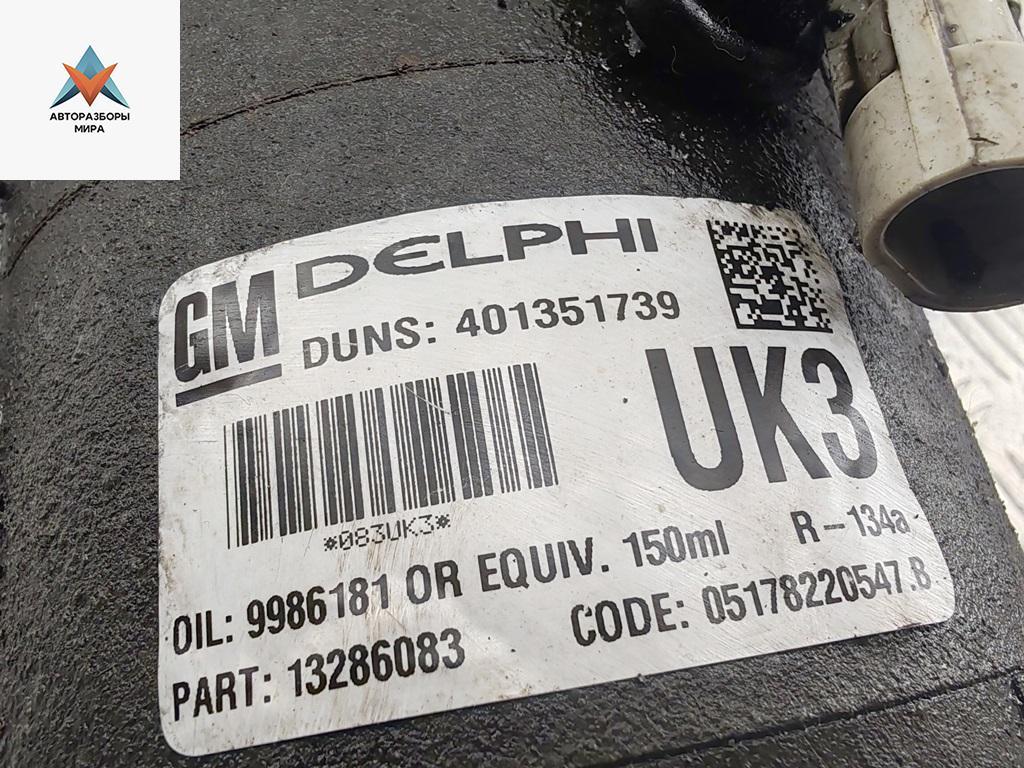 АВТОРАЗБОРЫ
МИРА
GM DELPHI
DUNS: 401351739
UK3
*083UK3*
OIL: 9986181 OR EQUIV. 150ml R-134a
PART: 13286083 CODE: 05178220547.B